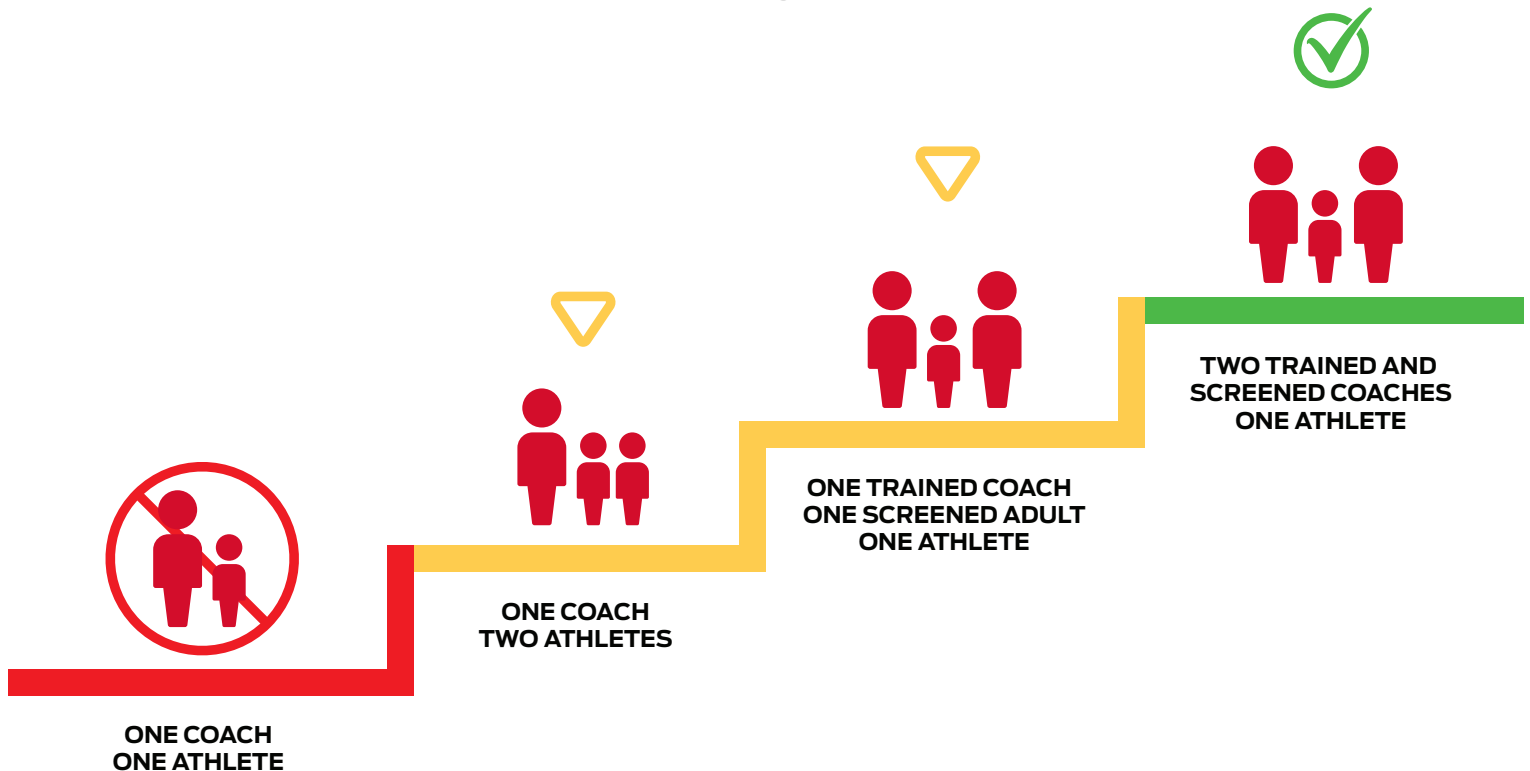 ONE COACH
ONE ATHLETE
ONE COACH
TWO ATHLETES
ONE TRAINED COACH
ONE SCREENED ADULT
ONE ATHLETE
TWO TRAINED AND
SCREENED COACHES
ONE ATHLETE